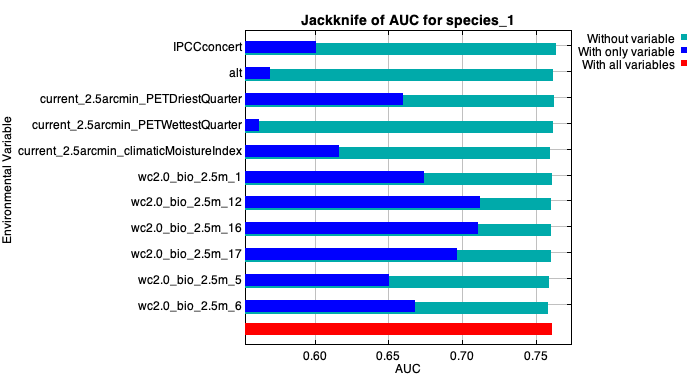 Jackknife of AUC for species_1
Without variable
With only variable
With all variables
Environmental Variable
IPCCconcert
alt
current_2.5arcmin_PETDriestQuarter
current_2.5arcmin_PETWettestQuarter
current_2.5arcmin_climaticMoistureIndex
wc2.0_bio_2.5m_1
wc2.0_bio_2.5m_12
wc2.0_bio_2.5m_16
wc2.0_bio_2.5m_17
wc2.0_bio_2.5m_5
wc2.0_bio_2.5m_6
0.60 0.65 0.70 0.75
AUC